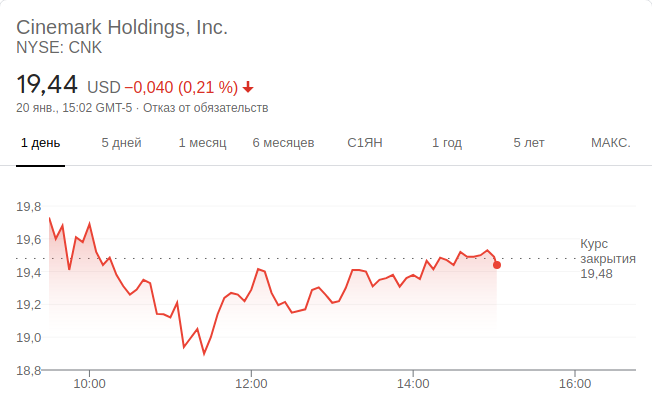 Cinemark Holdings, Inc.
NYSE: CNK
19,44 USD −0,040 (0,21 %)
20 янв., 15:02 GMT-5 · Отказ от обязательств
1 день 5 дней 1 месяц 6 месяцев С1ЯН 1 год 5 лет МАКС.
19,8
19,6
19,4
19,2
19,0
18,8
Курс
закрытия
19,48
10:00 12:00 14:00 16:00